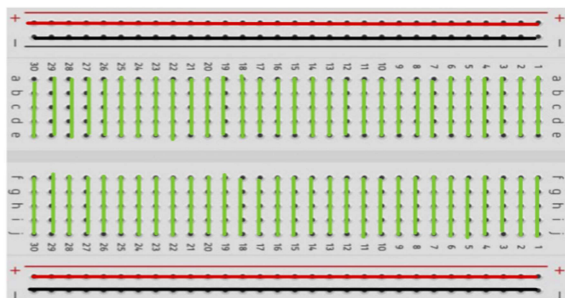 + +
- -
30 29 28 27 26 25 24 23 22 21 20 19 18 17 16 15 14 13 12 11 10 9 8 7 6 5 4 3 2 1
a a
b b
c c
d d
e e
f f
g g
h h
i i
j j
30 29 28 27 26 25 24 23 22 21 20 19 18 17 16 15 14 13 12 11 10 9 8 7 6 5 4 3 2 1
+ +
- -